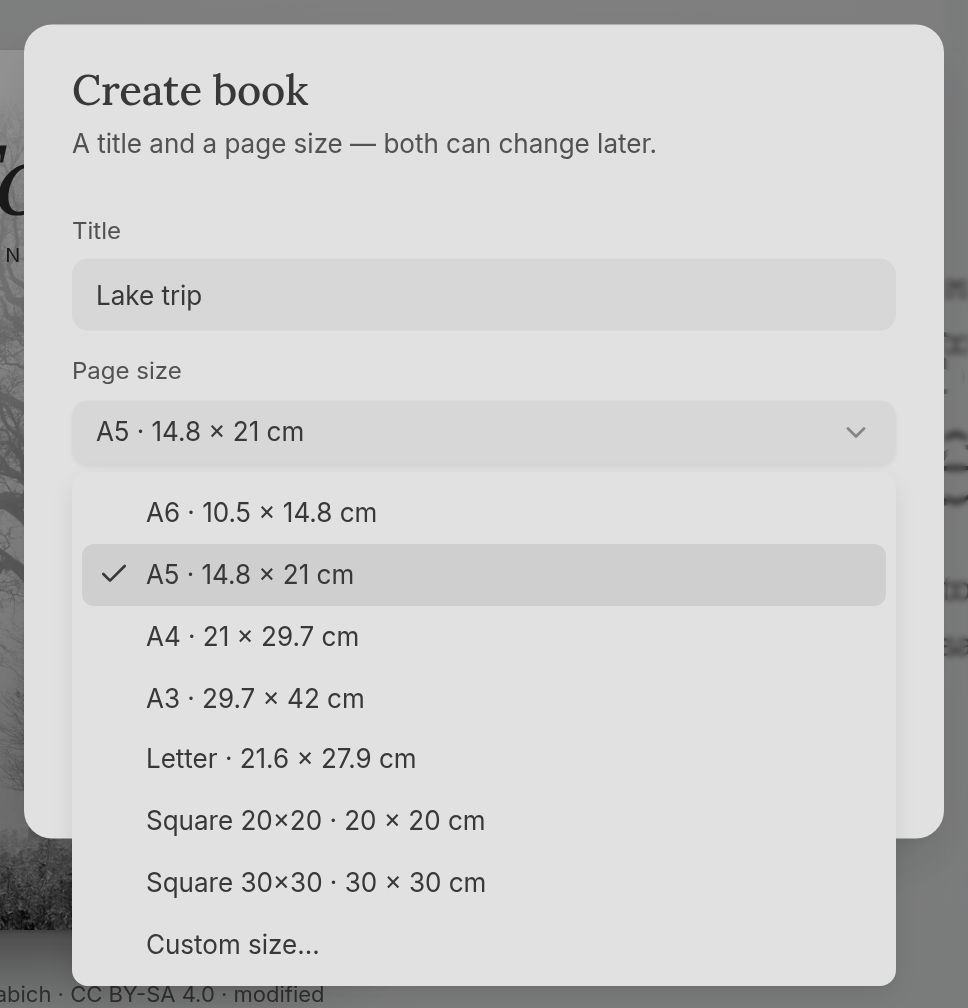 Create book
A title and a page size — both can change later.
Title
Lake trip
Page size
A5 · 14.8 × 21 cm
A6 · 10.5 × 14.8 cm
A5 · 14.8 × 21 cm
A4 · 21 × 29.7 cm
A3 · 29.7 × 42 cm
Letter · 21.6 × 27.9 cm
Square 20×20 · 20 × 20 cm
Square 30×30 · 30 × 30 cm
Custom size...
CC BY-SA 4.0 · modified